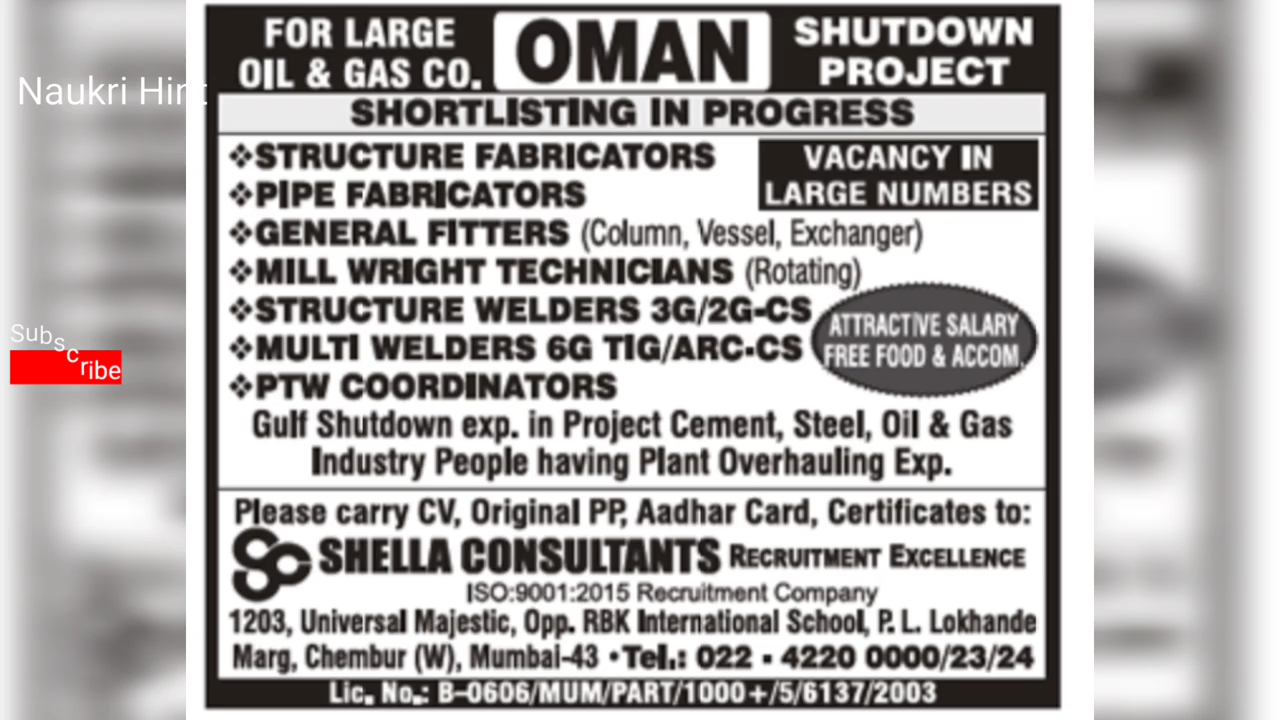 FOR LARGE
OIL & GAS CO.
OMAN
SHUTDOWN
PROJECT
Naukri Hint
SHORTLISTING IN PROGRESS
❖STRUCTURE FABRICATORS
VACANCY IN
LARGE NUMBERS
❖PIPE FABRICATORS
❖GENERAL FITTERS (Column, Vessel, Exchanger)
❖MILL WRIGHT TECHNICIANS (Rotating)
❖STRUCTURE WELDERS 3G/2G-CS
ATTRACTIVE SALARY
FREE FOOD & ACCOM.
Subscribe
❖MULTI WELDERS 6G TIG/ARC-CS
❖PTW COORDINATORS
Gulf Shutdown exp. in Project Cement, Steel, Oil & Gas
Industry People having Plant Overhauling Exp.
Please carry CV, Original PP, Aadhar Card, Certificates to:
SC SHELLA CONSULTANTS RECRUITMENT EXCELLENCE
ISO:9001:2015 Recruitment Company
1203, Universal Majestic, Opp. RBK International School, P. L. Lokhande
Marg, Chembur (W), Mumbai-43 • Tel.: 022 - 4220 0000/23/24
Lic. No.: B-0606/MUM/PART/1000+/5/6137/2003